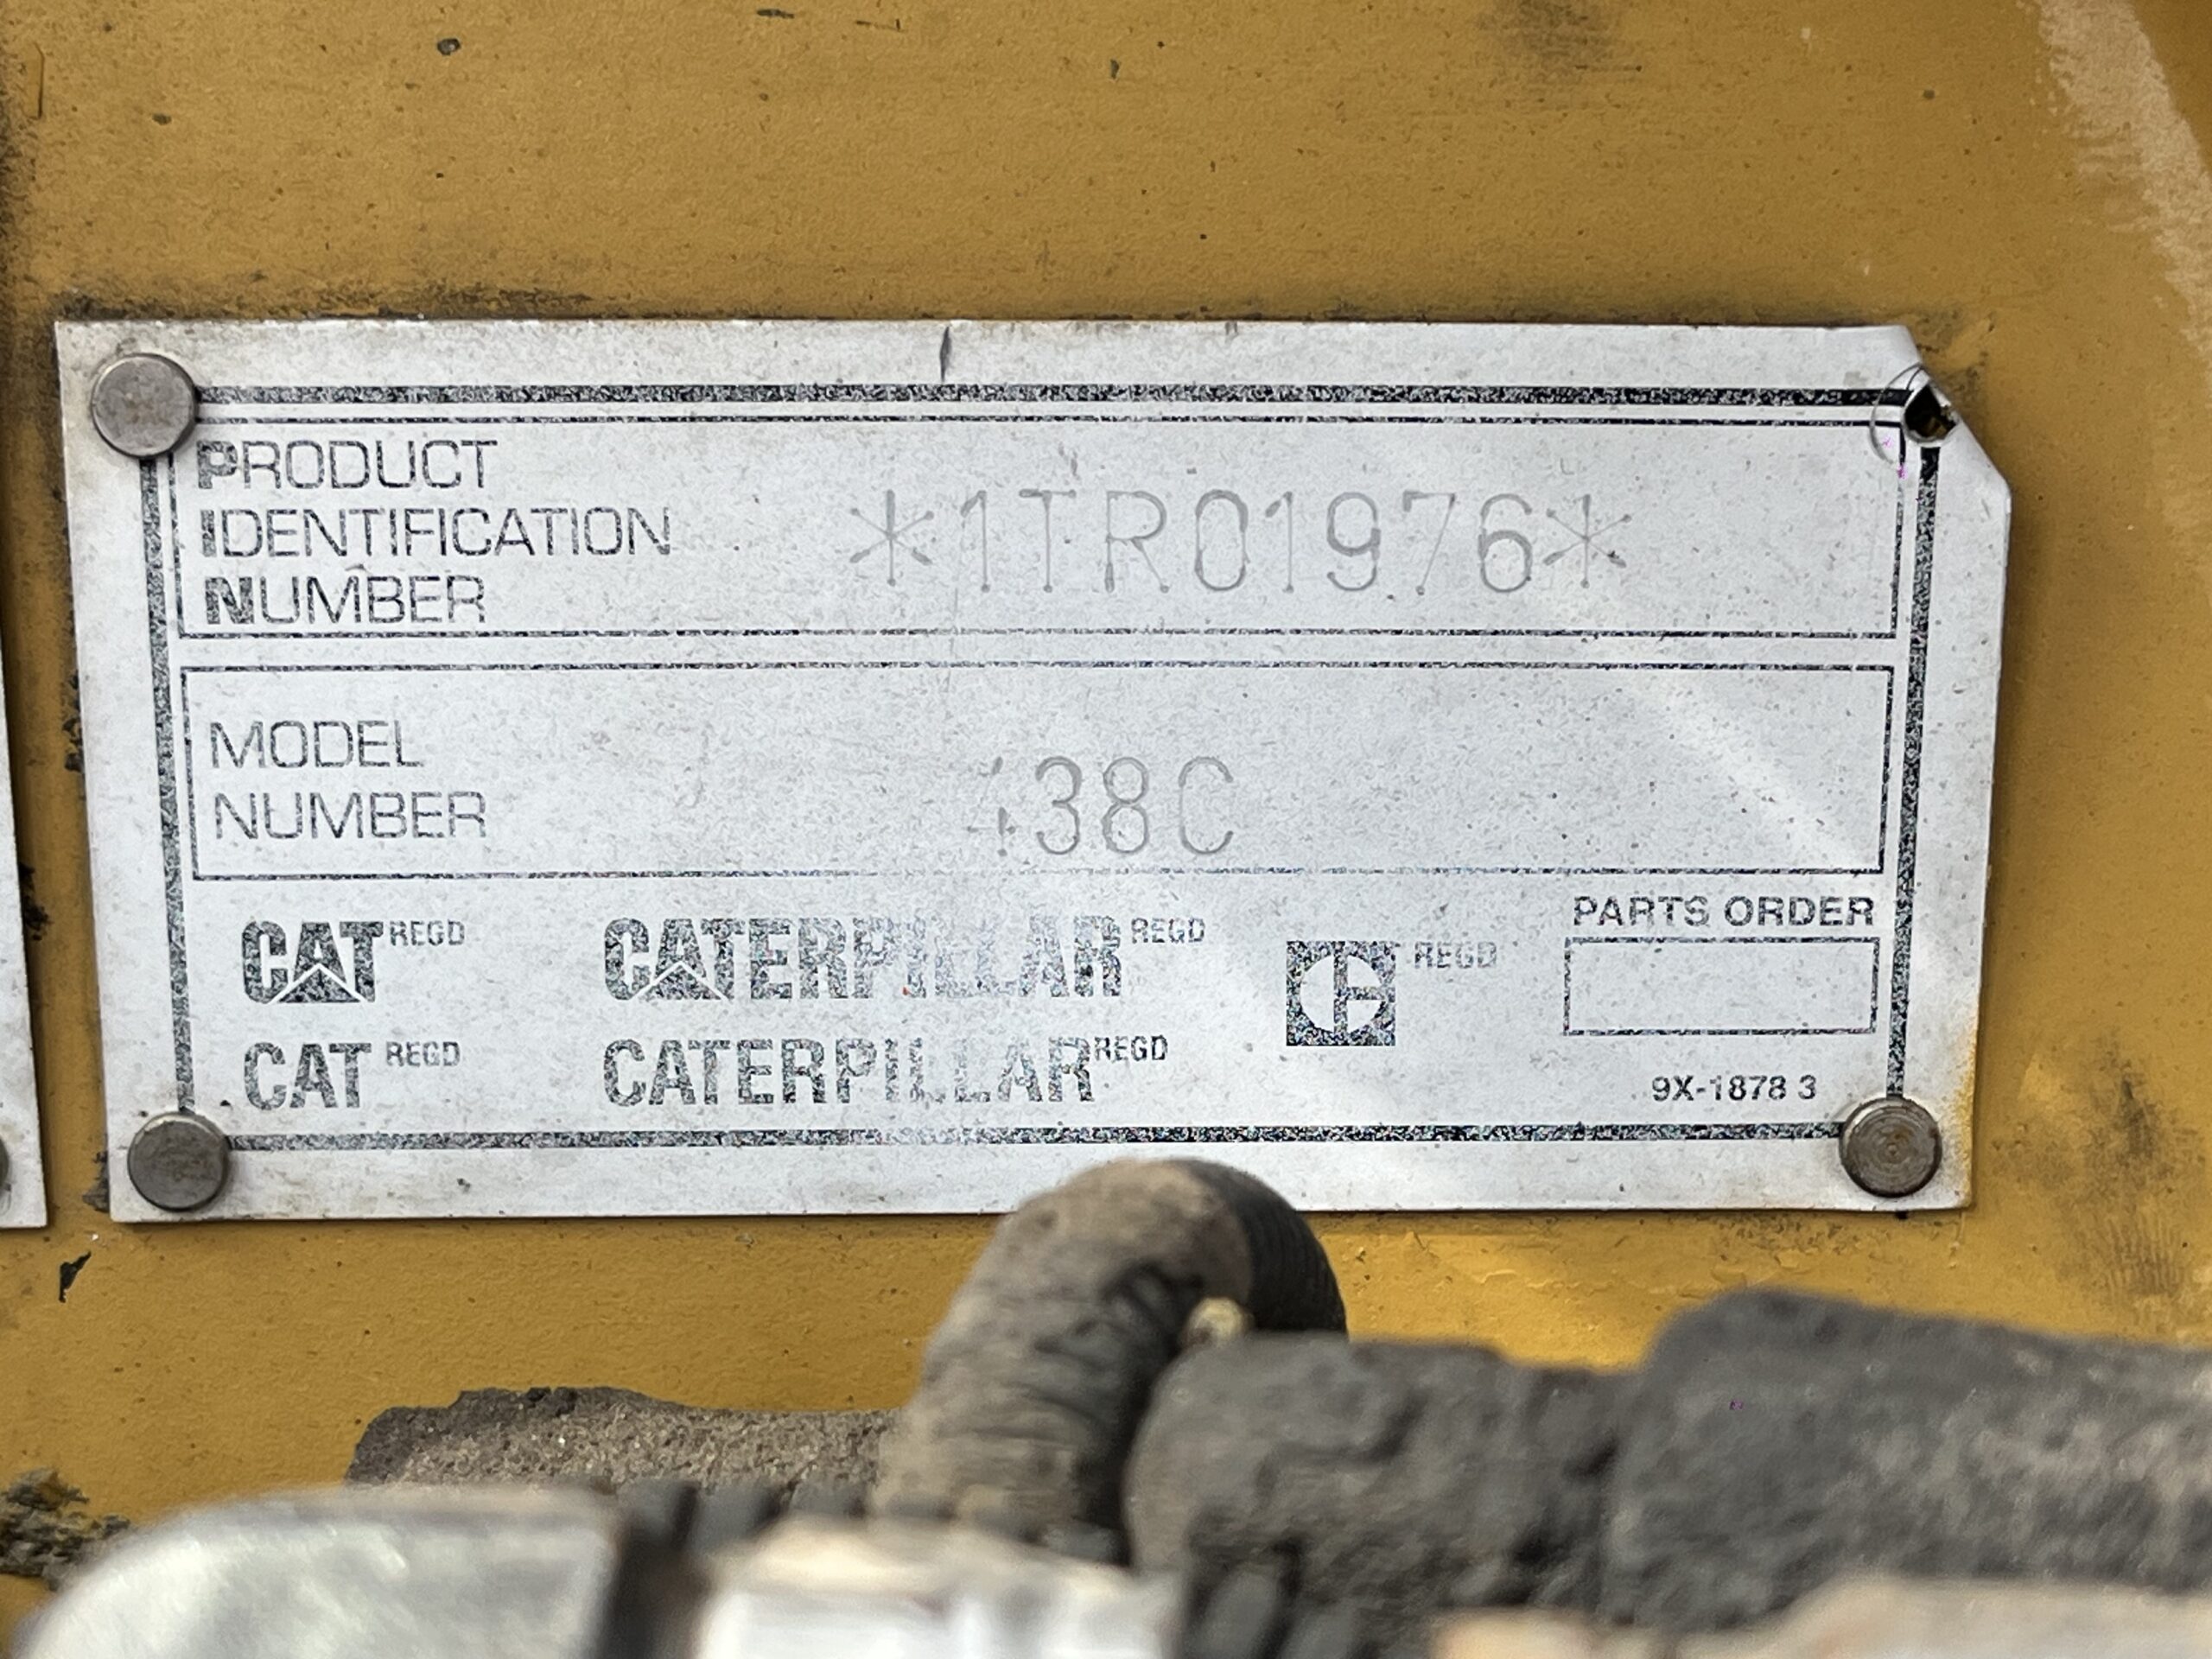 PRODUCT
IDENTIFICATION
NUMBER
*1TR01976*
MODEL
NUMBER
438C
CAT REGD
CATERPILLAR REGD
REGD
CAT REGD
CATERPILLAR REGD
PARTS ORDER
9X-1878 3